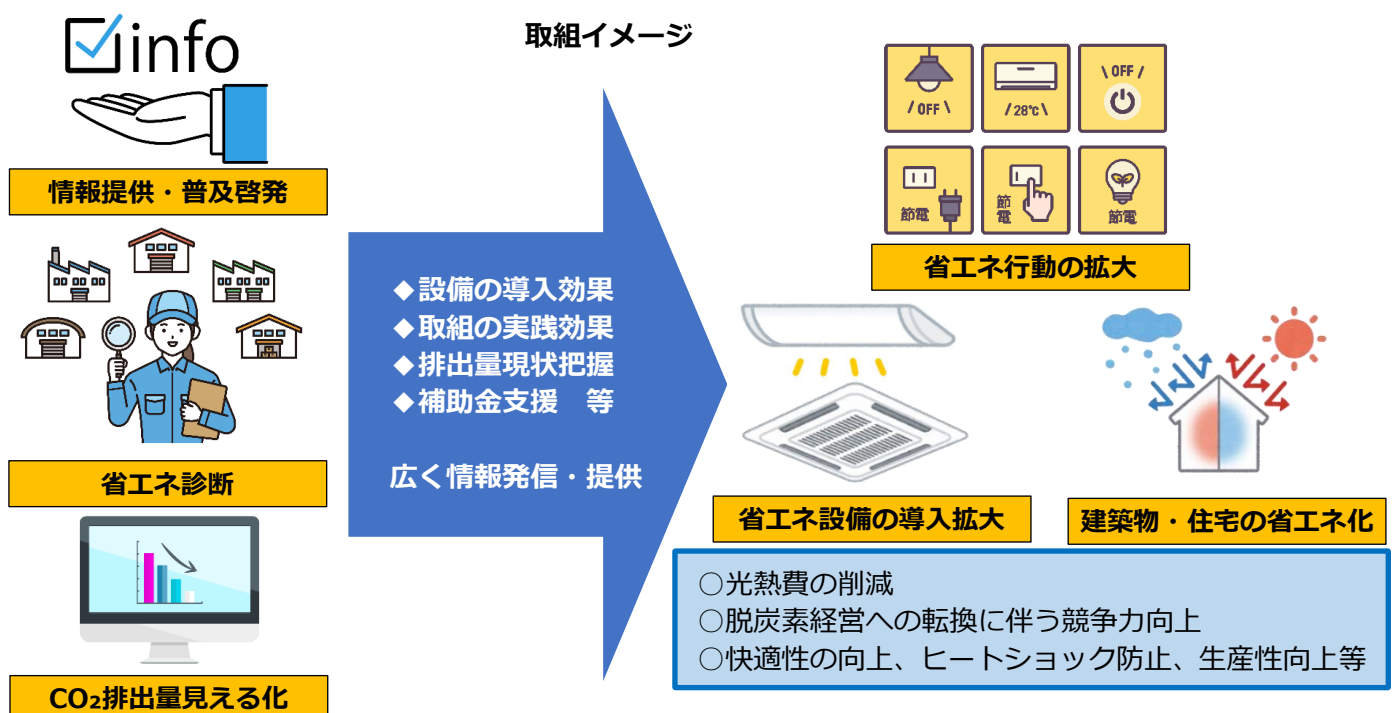 取組イメージ
info
情報提供・普及啓発
省エネ診断
CO₂排出量見える化
◆設備の導入効果
◆取組の実践効果
◆排出量現状把握
◆補助金支援　等
広く情報発信・提供
OFF
28℃
OFF
節電
節電
節電
省エネ行動の拡大
省エネ設備の導入拡大
建築物・住宅の省エネ化
○光熱費の削減
○脱炭素経営への転換に伴う競争力向上
○快適性の向上、ヒートショック防止、生産性向上等